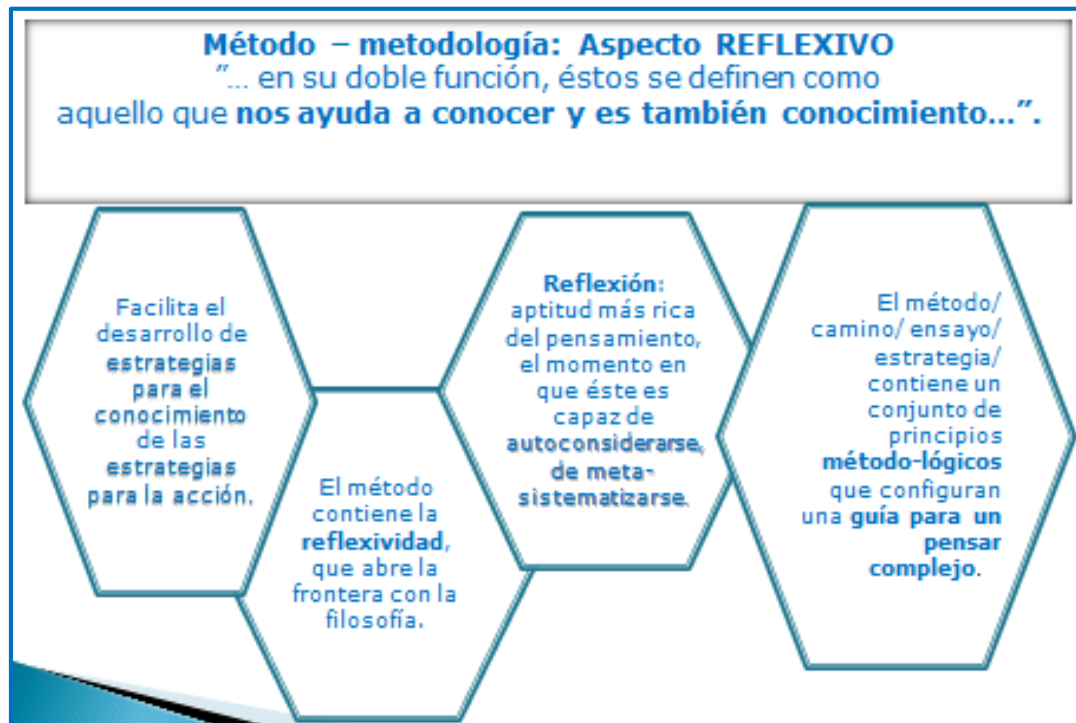 Método – metodología: Aspecto REFLEXIVO
"... en su doble función, éstos se definen como
aquello que nos ayuda a conocer y es también conocimiento...".
Facilita el
desarrollo de
estrategias
para el
conocimiento
de las
estrategias
para la acción.
El método
contiene la
reflexividad,
que abre la
frontera con la
filosofía.
Reflexión:
aptitud más rica
del pensamiento,
el momento en
que éste es
capaz de
autoconsiderarse,
de meta-
sistematizarse.
El método/
camino/ ensayo/
estrategia/
contiene un
conjunto de
principios
método-lógicos
que configuran
una guía para un
pensar
complejo.